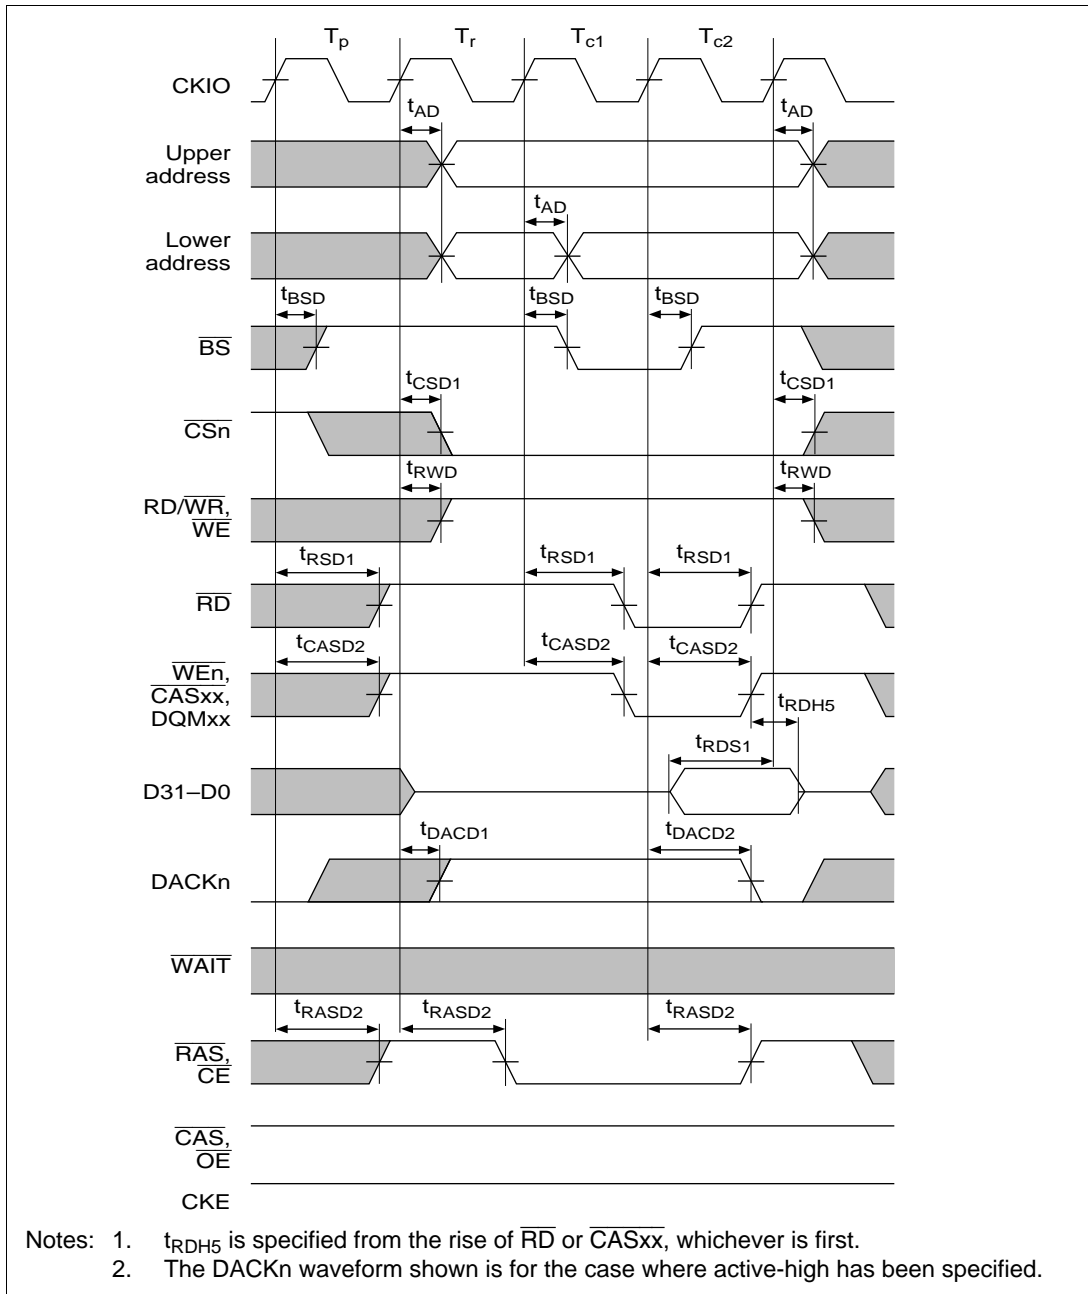 Tp Tr Tc1 Tc2
CKIO
tAD tAD
Upper
address
tAD
Lower
address
tBSD tBSD tBSD
BS
tCSD1 tCSD1
CSn
tRWD tRWD
RD/WR,
WE
tRSD1 tRSD1 tRSD1
RD
tCASD2 tCASD2 tCASD2
WEn,
CASxx,
DQMxx
tRDH5
tRDS1
D31–D0
tDACD1 tDACD2
DACKn
WAIT
tRASD2 tRASD2 tRASD2
RAS,
CE
CAS,
OE
CKE
Notes: 1. tRDH5 is specified from the rise of RD or CASxx, whichever is first.
2. The DACKn waveform shown is for the case where active-high has been specified.